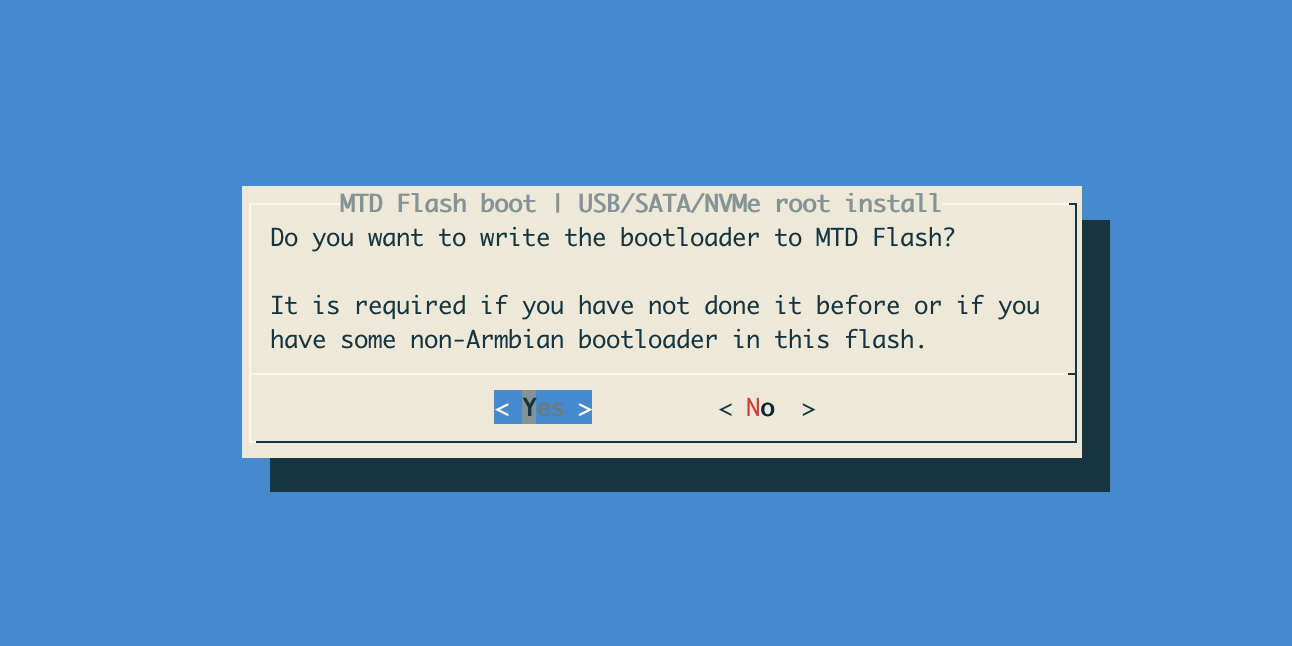 MTD Flash boot | USB/SATA/NVMe root install
Do you want to write the bootloader to MTD Flash?
It is required if you have not done it before or if you
have some non-Armbian bootloader in this flash.
< Yes > < No  >